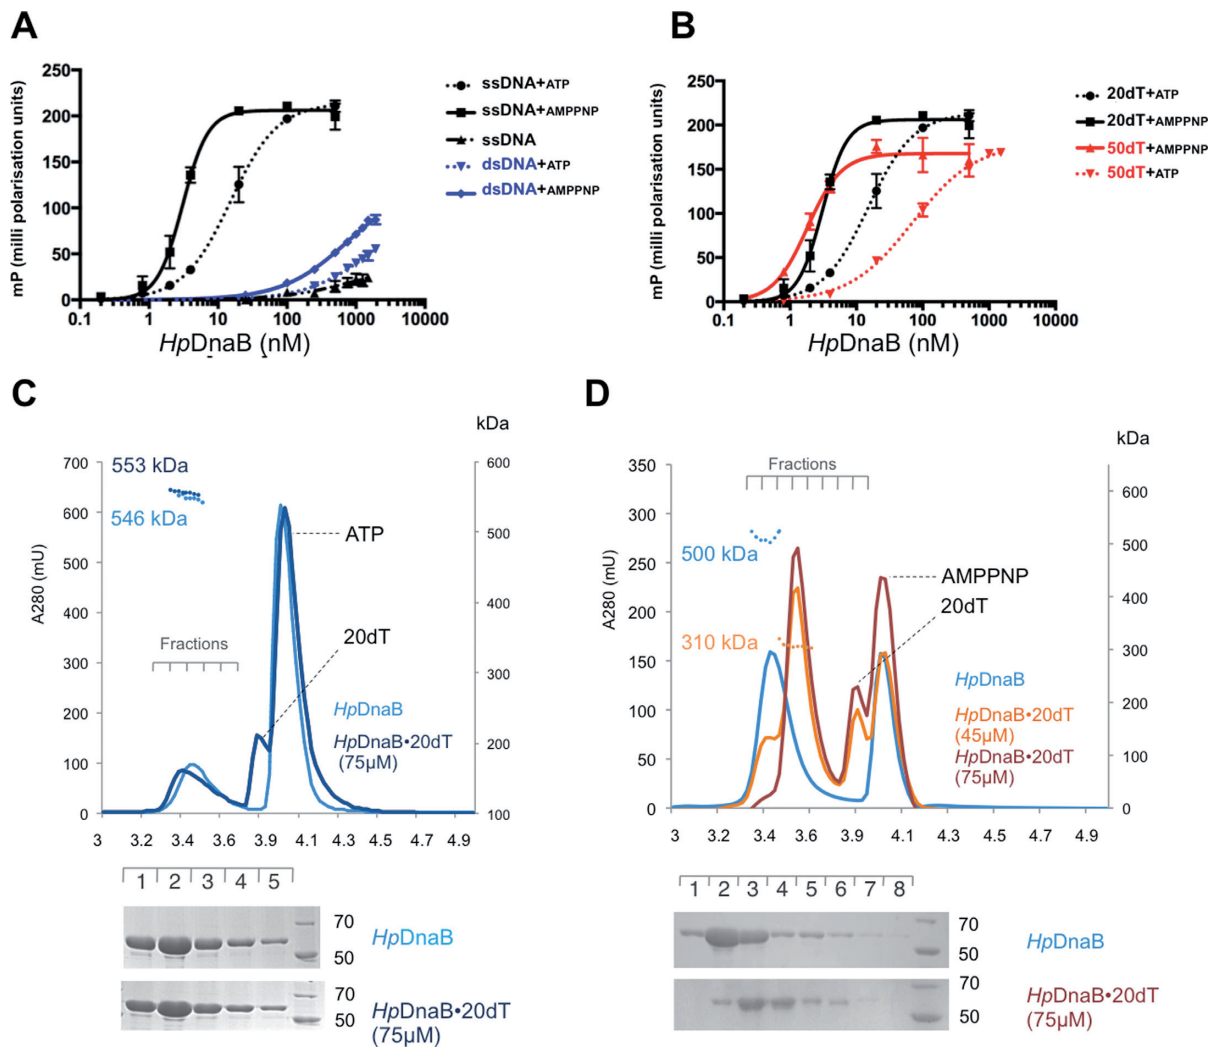 A
mP (milli polarisation units)
250
200
150
100
50
0
0.1
1
10
100
1000
10000
HpDnaB (nM)
ssDNA+ATP
ssDNA+AMPPNP
ssDNA
dsDNA+ATP
dsDNA+AMPPNP
B
mP (milli polarisation units)
250
200
150
100
50
0
0.1
1
10
100
1000
10000
HpDnaB (nM)
20dT+ATP
20dT+AMPPNP
50dT+AMPPNP
50dT+ATP
C
kDa
A280 (mU)
700
600
500
400
300
200
100
0
600
500
400
300
200
100
553 kDa
546 kDa
ATP
20dT
Fractions
HpDnaB
HpDnaB•20dT
(75µM)
3
3.2
3.4
3.6
3.9
4.1
4.3
4.5
4.7
4.9
1 2 3 4 5
70
50
HpDnaB
70
50
HpDnaB•20dT
(75µM)
D
kDa
A280 (mU)
350
300
250
200
150
100
50
0
600
500
400
300
200
100
0
Fractions
500 kDa
310 kDa
AMPPNP
20dT
HpDnaB
HpDnaB•20dT
(45µM)
HpDnaB•20dT
(75µM)
3
3.2
3.4
3.6
3.9
4.1
4.3
4.5
4.7
4.9
1 2 3 4 5 6 7 8
70
50
HpDnaB
70
50
HpDnaB•20dT
(75µM)